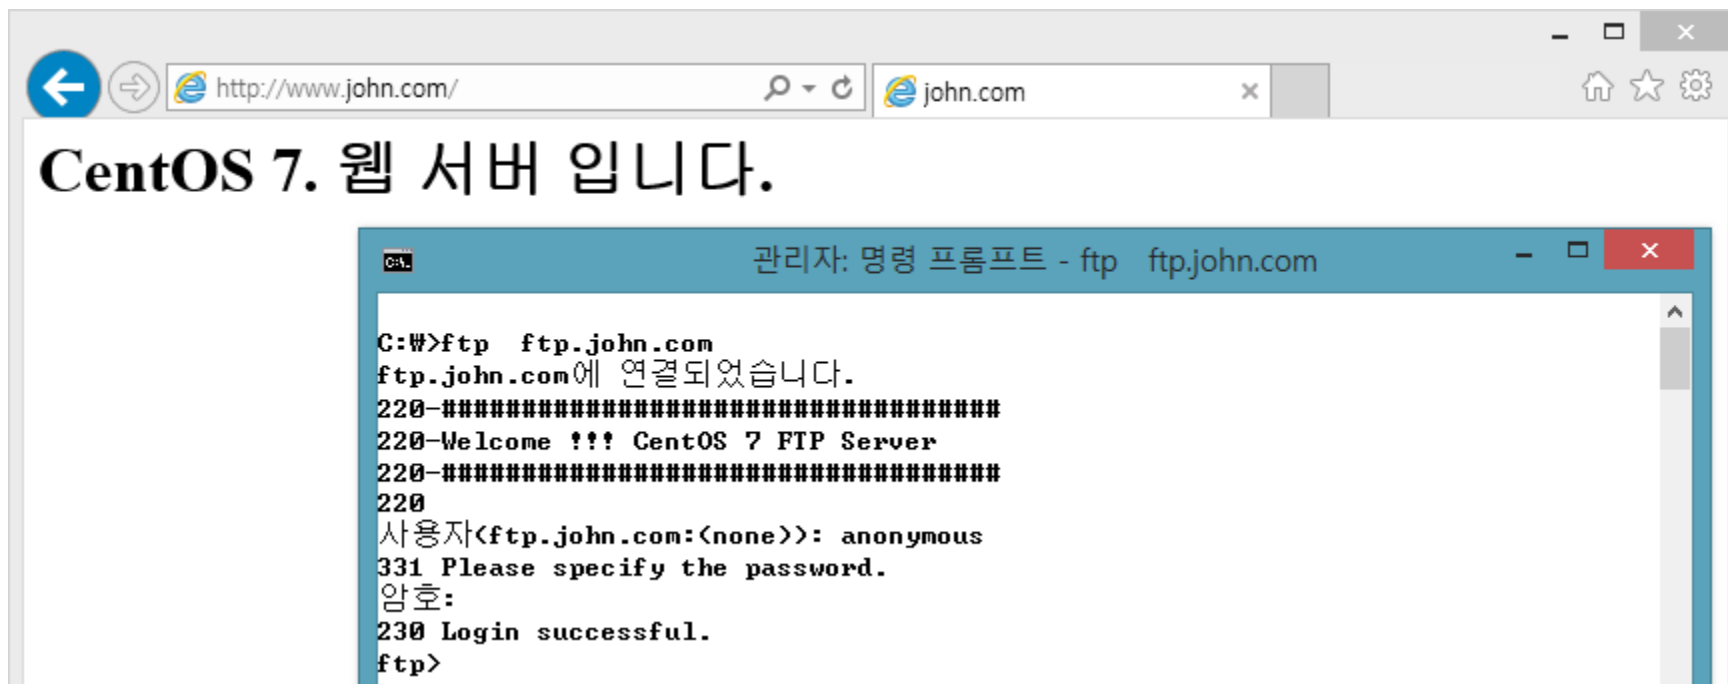 http://www.john.com/
john.com
CentOS 7. 웹 서버 입니다.
관리자: 명령 프롬프트 - ftp  ftp.john.com
C:₩>ftp  ftp.john.com
ftp.john.com에 연결되었습니다.
220-###################################
220-Welcome !!! CentOS 7 FTP Server
220-###################################
220
사용자(ftp.john.com:(none)): anonymous
331 Please specify the password.
암호:
230 Login successful.
ftp>